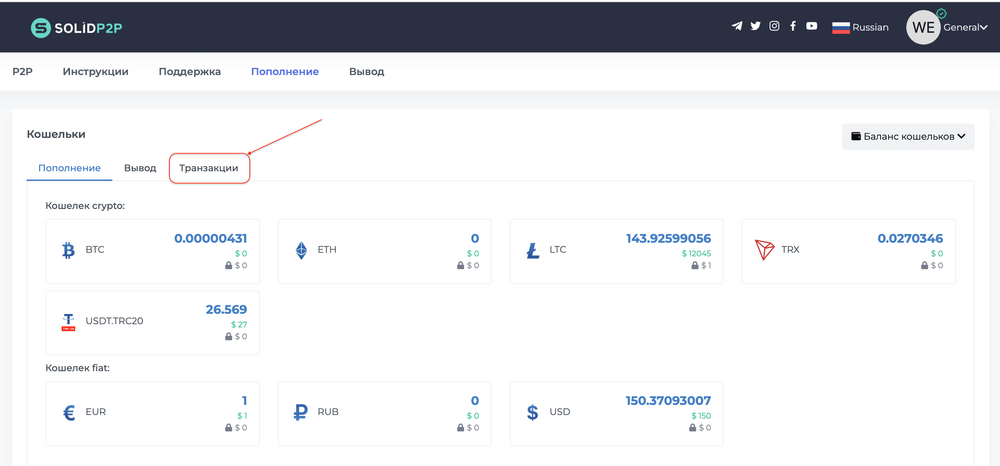 SOLiDP2P
Russian
WE
General
P2P
Инструкции
Поддержка
Пополнение
Вывод
Кошельки
Баланс кошельков
Пополнение
Вывод
Транзакции
Кошелек crypto:
BTC
0.00000431
$ 0
$ 0
ETH
0
$ 0
$ 0
LTC
143.92599056
$ 12045
$ 1
TRX
0.0270346
$ 0
$ 0
USDT.TRC20
26.569
$ 27
$ 0
Кошелек fiat:
EUR
1
$ 1
$ 0
RUB
0
$ 0
$ 0
USD
150.37093007
$ 150
$ 0